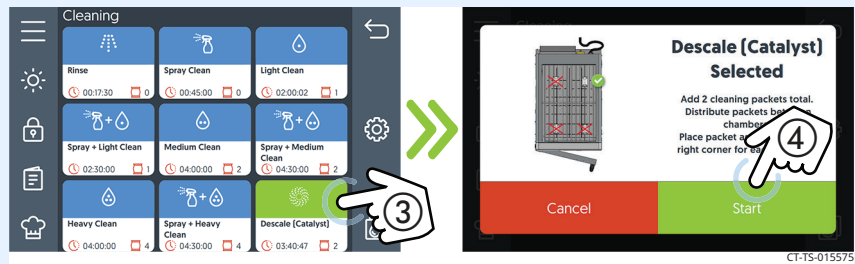 Cleaning
Rinse
00:17:30 0
Spray Clean
00:45:00 0
Light Clean
02:00:02 1
Spray + Light Clean
02:30:00 1
Medium Clean
04:00:00 2
Spray + Medium
Clean
04:30:00 2
Heavy Clean
04:00:00 4
Spray + Heavy
Clean
04:30:00 4
Descale (Catalyst)
03:40:47 2
3
Descale (Catalyst)
Selected
Add 2 cleaning packets total.
Distribute packets
chamber
Place packet
right corner for
4
Cancel
Start
CT-TS-015575